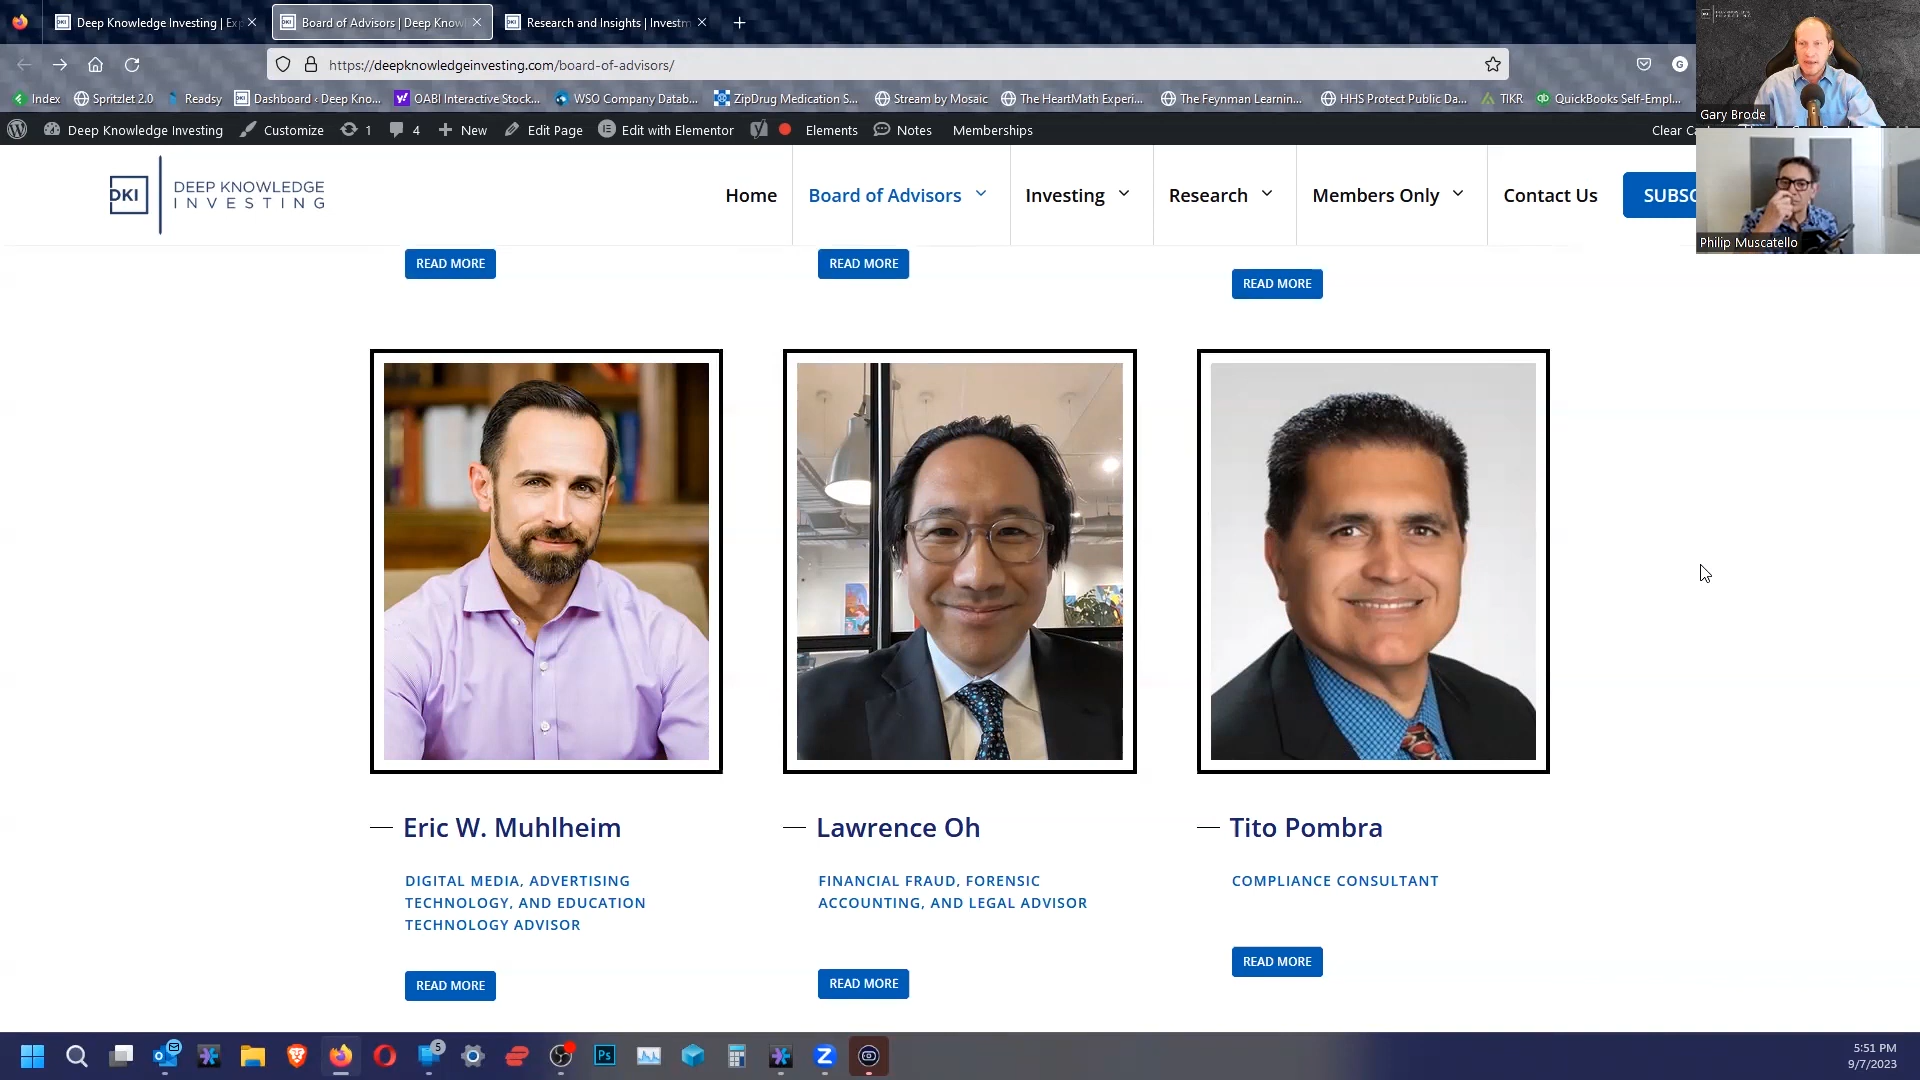 Deep Knowledge Investing | Ex
Board of Advisors | Deep Know
Research and Insights | Investm
https://deepknowledgeinvesting.com/board-of-advisors/
G
Index
Spritzlet 2.0
Readsy
Dashboard ‹ Deep Kno...
OABI Interactive Stock...
WSO Company Datab...
ZipDrug Medication S...
Stream by Mosaic
The HeartMath Experi...
The Feynman Learnin...
HHS Protect Public Da...
TIKR
QuickBooks Self-Empl...
Gary Brode
Deep Knowledge Investing
Customize
1
4
New
Edit Page
Edit with Elementor
Elements
Notes
Memberships
Clear Ca
DKI
DEEP KNOWLEDGE
INVESTING
Home
Board of Advisors
Investing
Research
Members Only
Contact Us
SUBSC
Philip Muscatello
READ MORE
READ MORE
READ MORE
Eric W. Muhlheim
Lawrence Oh
Tito Pombra
DIGITAL MEDIA, ADVERTISING
TECHNOLOGY, AND EDUCATION
TECHNOLOGY ADVISOR
FINANCIAL FRAUD, FORENSIC
ACCOUNTING, AND LEGAL ADVISOR
COMPLIANCE CONSULTANT
READ MORE
READ MORE
READ MORE
5
Ps
Z
5:51 PM
9/7/2023